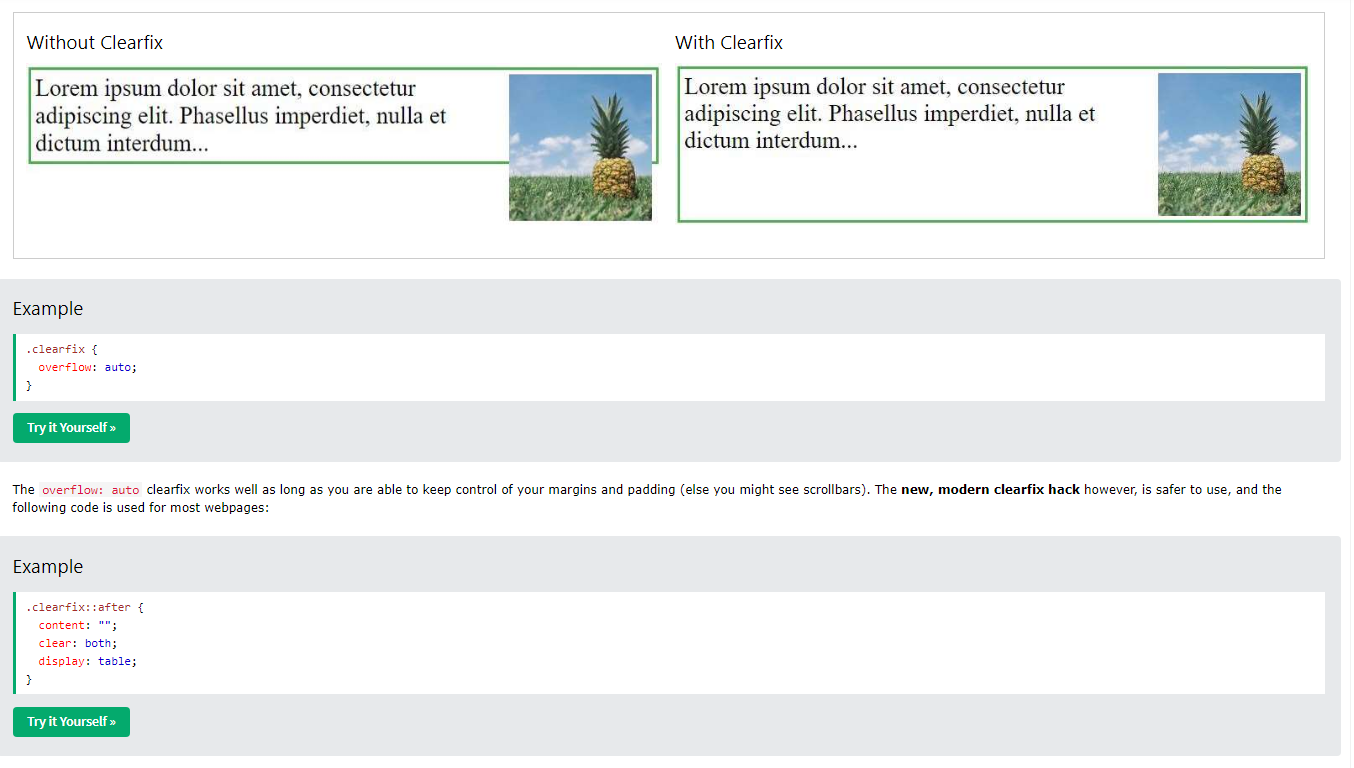 Without Clearfix
With Clearfix
Lorem ipsum dolor sit amet, consectetur
adipiscing elit. Phasellus imperdiet, nulla et
dictum interdum...
Lorem ipsum dolor sit amet, consectetur
adipiscing elit. Phasellus imperdiet, nulla et
dictum interdum...
Example
.clearfix {
  overflow: auto;
}
Try it Yourself »
The overflow: auto clearfix works well as long as you are able to keep control of your margins and padding (else you might see scrollbars). The new, modern clearfix hack however, is safer to use, and the
following code is used for most webpages:
Example
.clearfix::after {
  content: "";
  clear: both;
  display: table;
}
Try it Yourself »